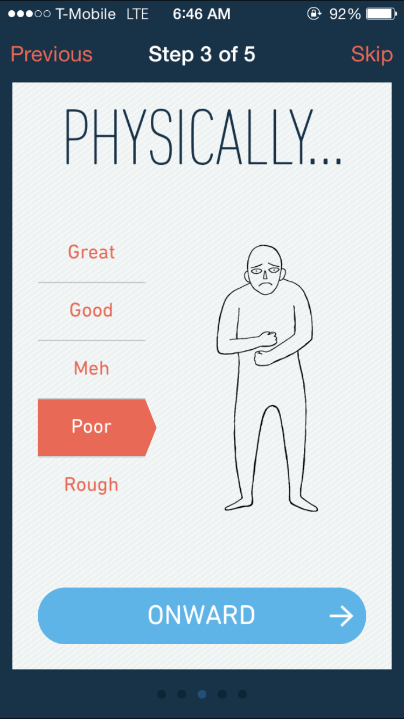 T-Mobile LTE 6:46 AM 92%
Previous Step 3 of 5 Skip
PHYSICALLY...
Great
Good
Meh
Poor
Rough
ONWARD